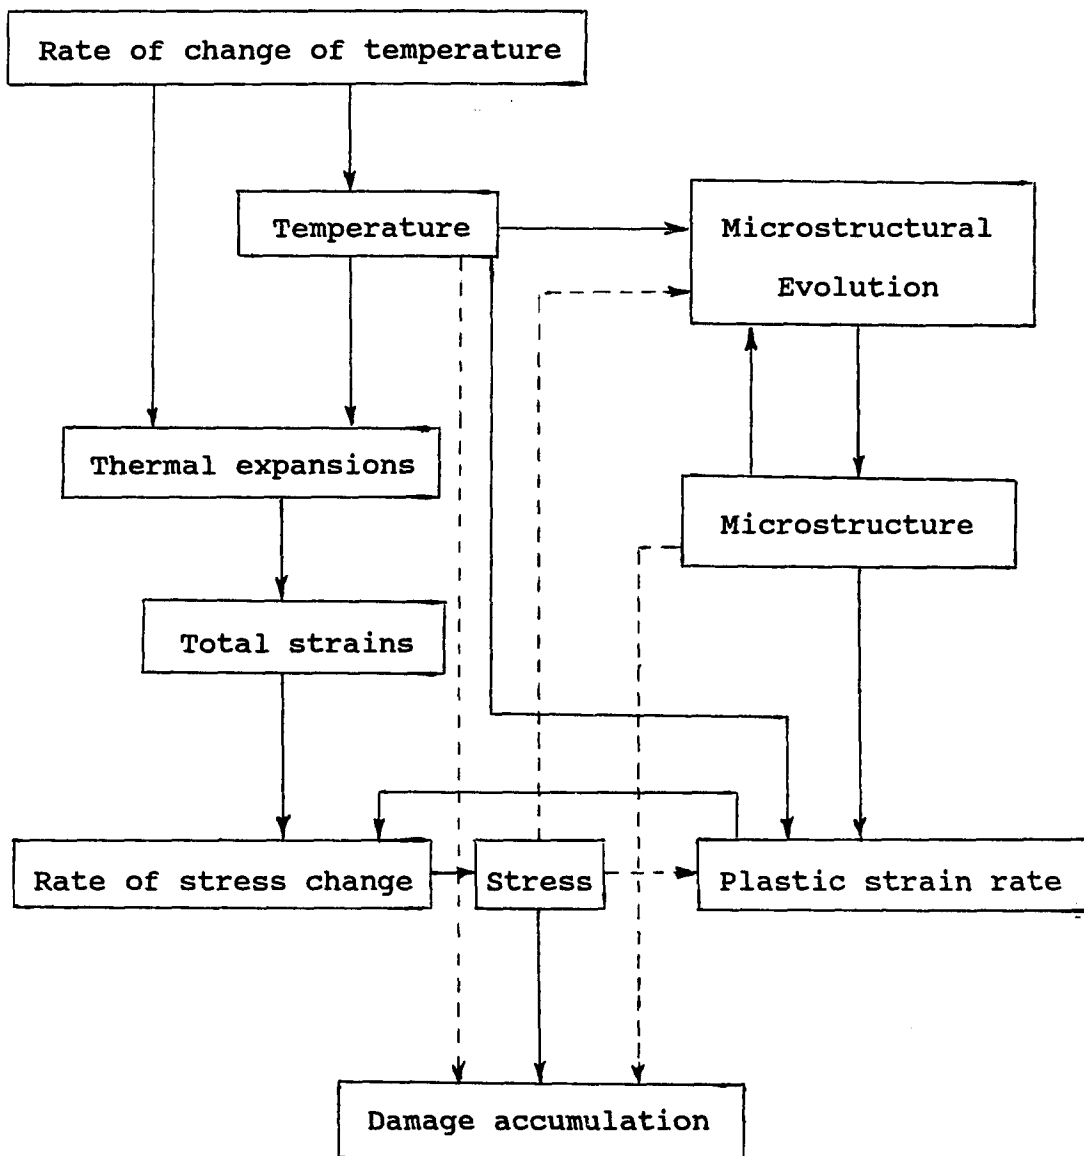 Rate of change of temperature
Temperature
Microstructural
Evolution
Thermal expansions
Microstructure
Total strains
Rate of stress change
Stress
Plastic strain rate
Damage accumulation